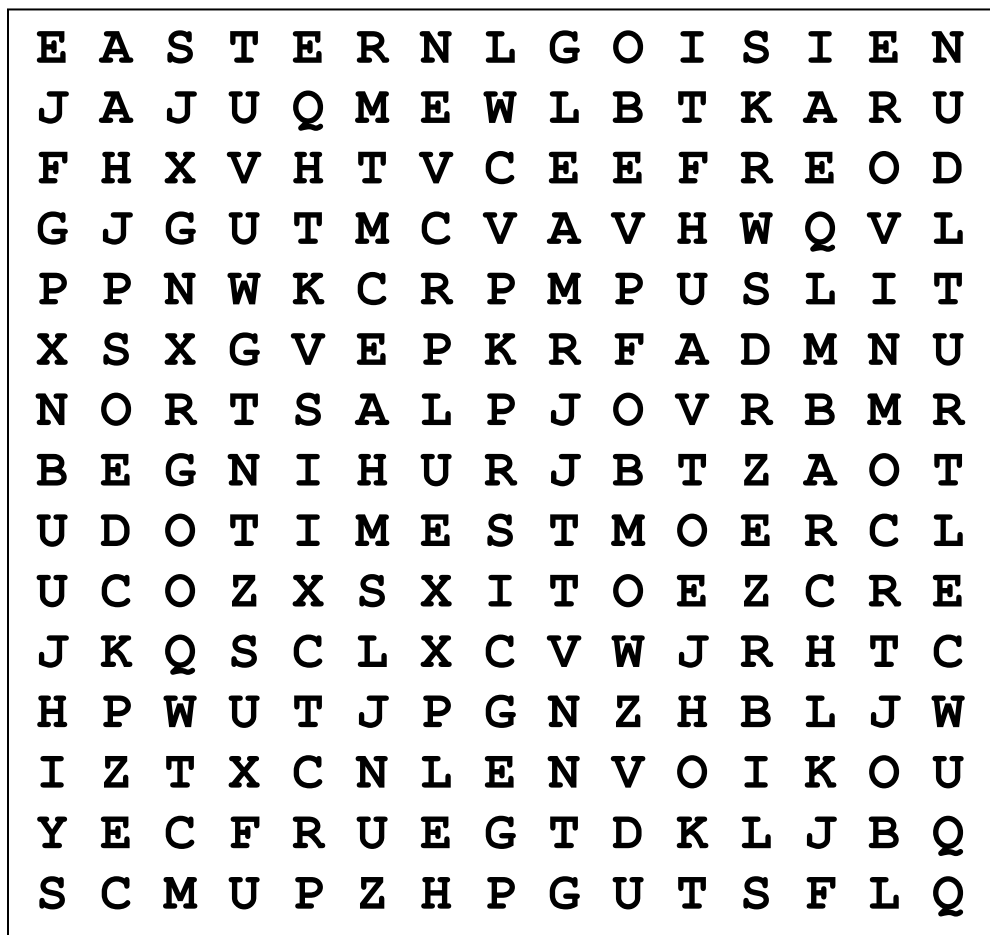 E A S T E R N L G O I S I E N
J A J U Q M E W L B T K A R U
F H X V H T V C E E F R E O D
G J G U T M C V A V H W Q V L
P P N W K C R P M P U S L I T
X S X G V E P K R F A D M N U
N O R T S A L P J O V R B M R
B E G N I H U R J B T Z A O T
U D O T I M E S T M O E R C L
U C O Z X S X I T O E Z C R E
J K Q S C L X C V W J R H T C
H P W U T J P G N Z H B L J W
I Z T X C N L E N V O I K O U
Y E C F R U E G T D K L J B Q
S C M U P Z H P G U T S F L Q